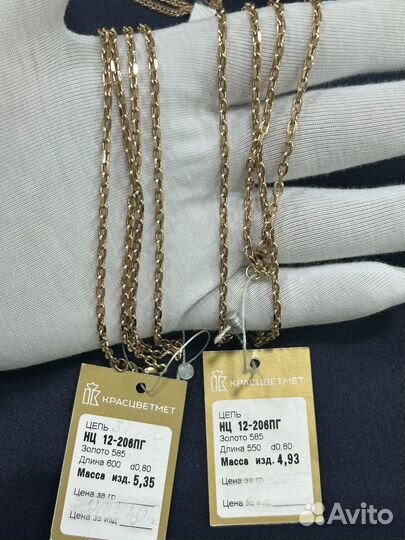 КРАСЦВЕТМЕТ
ЦЕПЬ
НЦ 12-206ПГ
Золото 585
Длина 600 d0,80
Масса изд. 5,35
Цена за гр
Цена за изд
КРАСЦВЕТМЕТ
ЦЕПЬ
НЦ 12-206ПГ
Золото 585
Длина 550 d0,80
Масса изд. 4,93
Цена за гр.
Цена за изд.
Avito